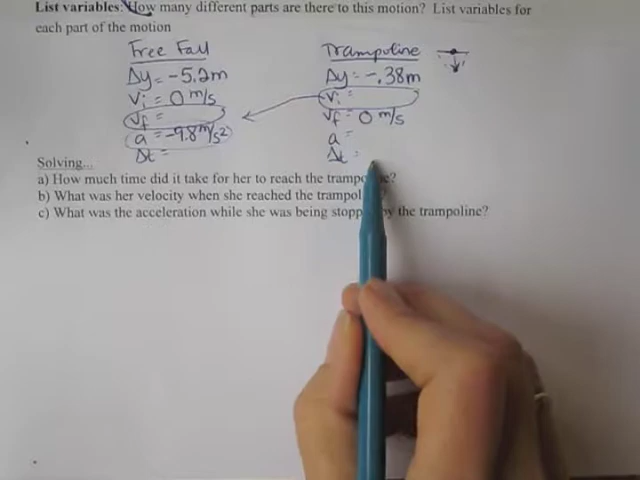 List variables: How many different parts are there to this motion? List variables for
each part of the motion
Free Fall
Δy = -5.2m
Vi = 0 m/s
Vf =
a = -9.8 m/s²
Δt =
Trampoline
Δy = -.38m
Vi =
Vf = 0 m/s
a =
Δt =
Solving...
a) How much time did it take for her to reach the
b) What was her velocity when she reached the
c) What was the acceleration while she was being by the trampoline?